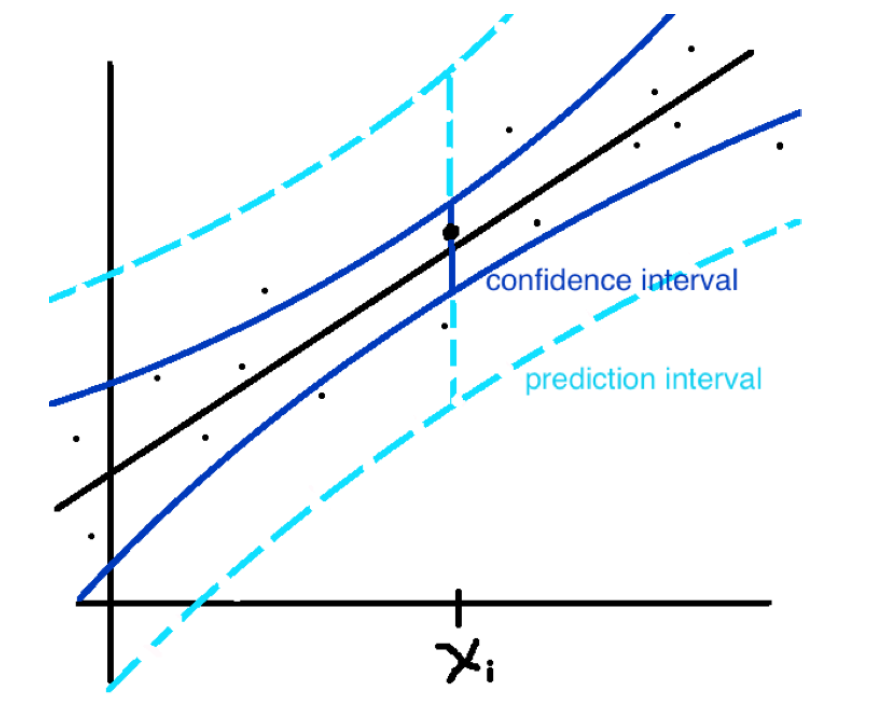 confidence interval
prediction interval
xi